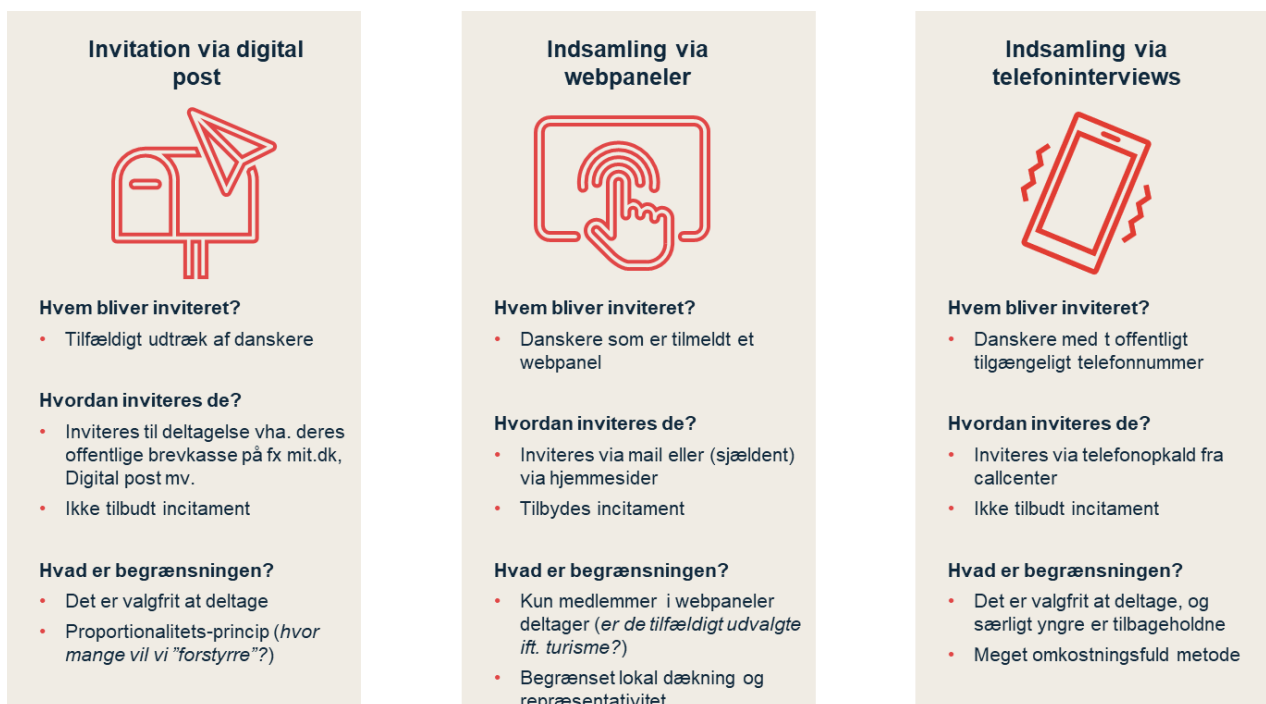 Invitation via digital
post
Hvem bliver inviteret?
• Tilfældigt udtræk af danskere
Hvordan inviteres de?
• Inviteres til deltagelse vha. deres
offentlige brevkasse på fx mit.dk,
Digital post mv.
• Ikke tilbudt incitament
Hvad er begrænsningen?
• Det er valgfrit at deltage
• Proportionalitets-princip (hvor
mange vil vi ”forstyrre”?)
Indsamling via
webpaneler
Hvem bliver inviteret?
• Danskere som er tilmeldt et
webpanel
Hvordan inviteres de?
• Inviteres via mail eller (sjældent)
via hjemmesider
• Tilbydes incitament
Hvad er begrænsningen?
• Kun medlemmer i webpaneler
deltager (er de tilfældigt udvalgte
ift. turisme?)
• Begrænset lokal dækning og
repræsentativitet
Indsamling via
telefoninterviews
Hvem bliver inviteret?
• Danskere med t offentligt
tilgængeligt telefonnummer
Hvordan inviteres de?
• Inviteres via telefonopkald fra
callcenter
• Ikke tilbudt incitament
Hvad er begrænsningen?
• Det er valgfrit at deltage, og
særligt yngre er tilbageholdne
• Meget omkostningsfuld metode